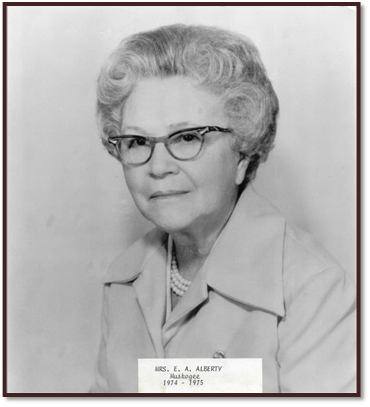 MRS. E. A. ALBERTY
Muskogee
1974 - 1975